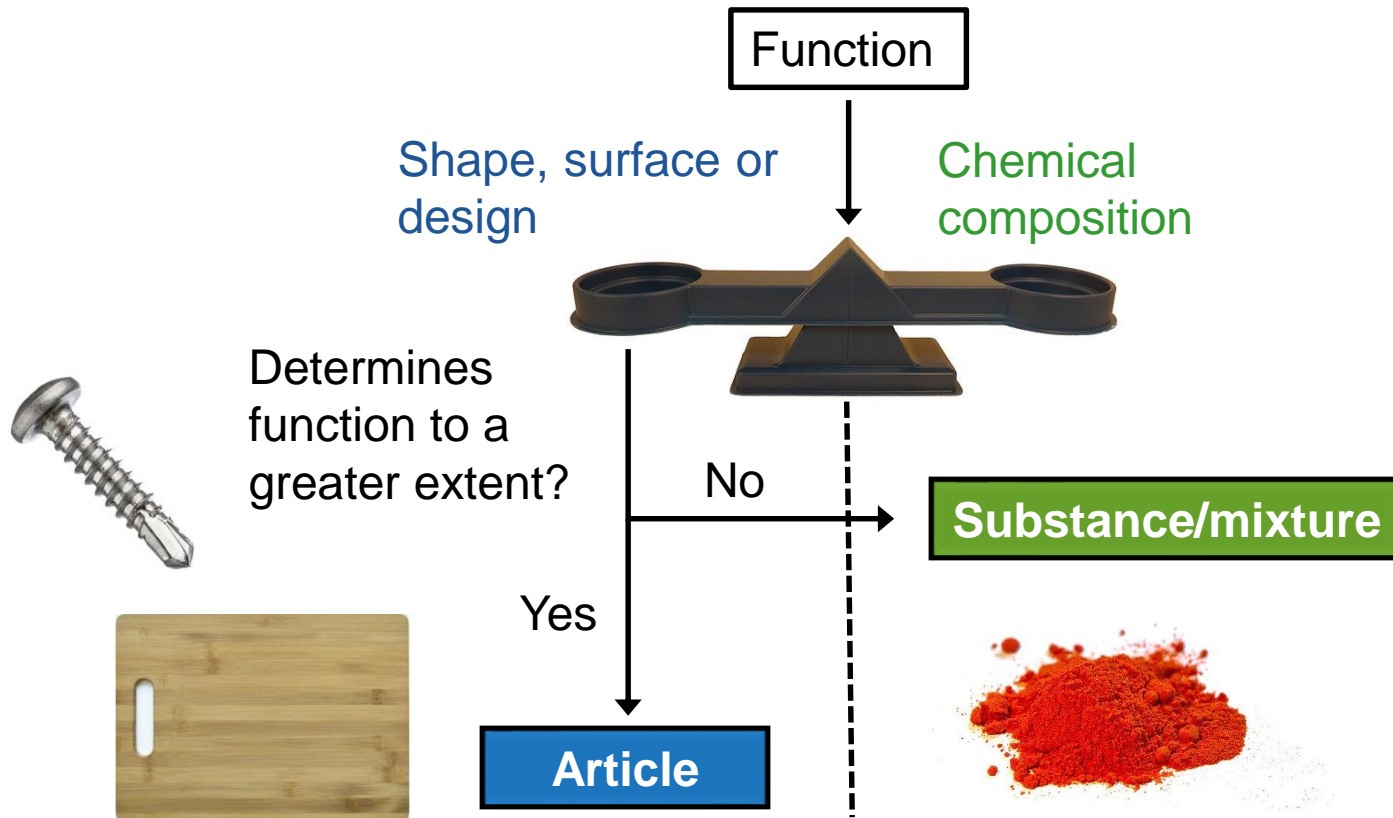 Function
Shape, surface or
design
Chemical
composition
Determines
function to a
greater extent?
No
Substance/mixture
Yes
Article